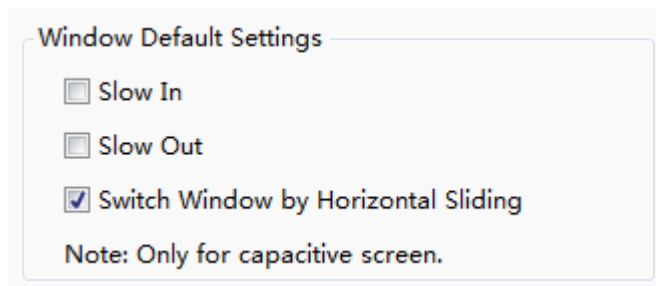 Window Default Settings
Slow In
Slow Out
Switch Window by Horizontal Sliding
Note: Only for capacitive screen.